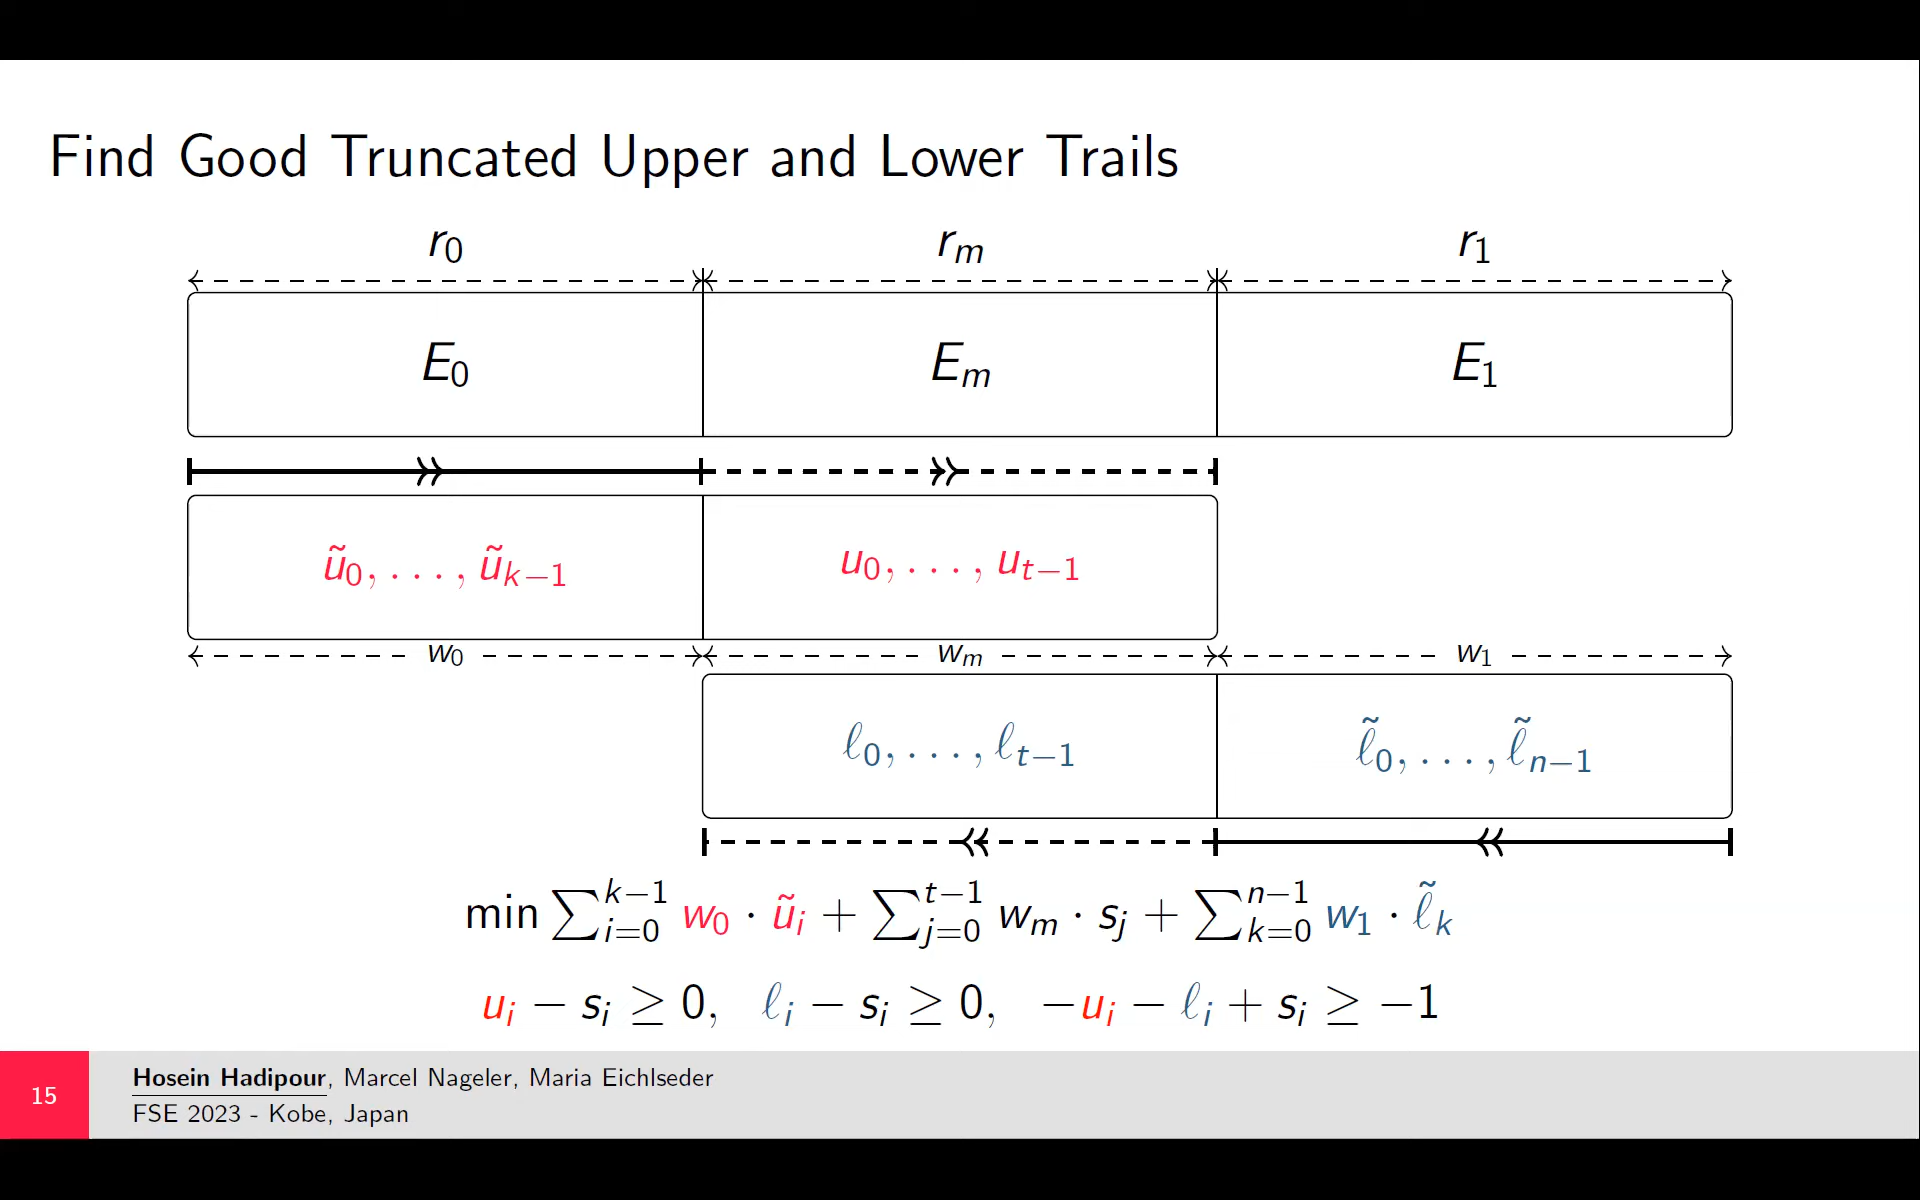 Find Good Truncated Upper and Lower Trails
r₀ rₘ r₁
E₀ Eₘ E₁
ũ₀, . . . , ũₖ₋₁ u₀, . . . , uₜ₋₁
w₀ wₘ w₁
ℓ₀, . . . , ℓₜ₋₁ ℓ̃₀, . . . , ℓ̃ₙ₋₁
min ∑_{i=0}^{k−1} w₀ · ũᵢ + ∑_{j=0}^{t−1} wₘ · sⱼ + ∑_{k=0}^{n−1} w₁ · ℓ̃ₖ
uᵢ − sᵢ ≥ 0, ℓᵢ − sᵢ ≥ 0, −uᵢ − ℓᵢ + sᵢ ≥ −1
15
Hosein Hadipour, Marcel Nageler, Maria Eichlseder
FSE 2023 - Kobe, Japan